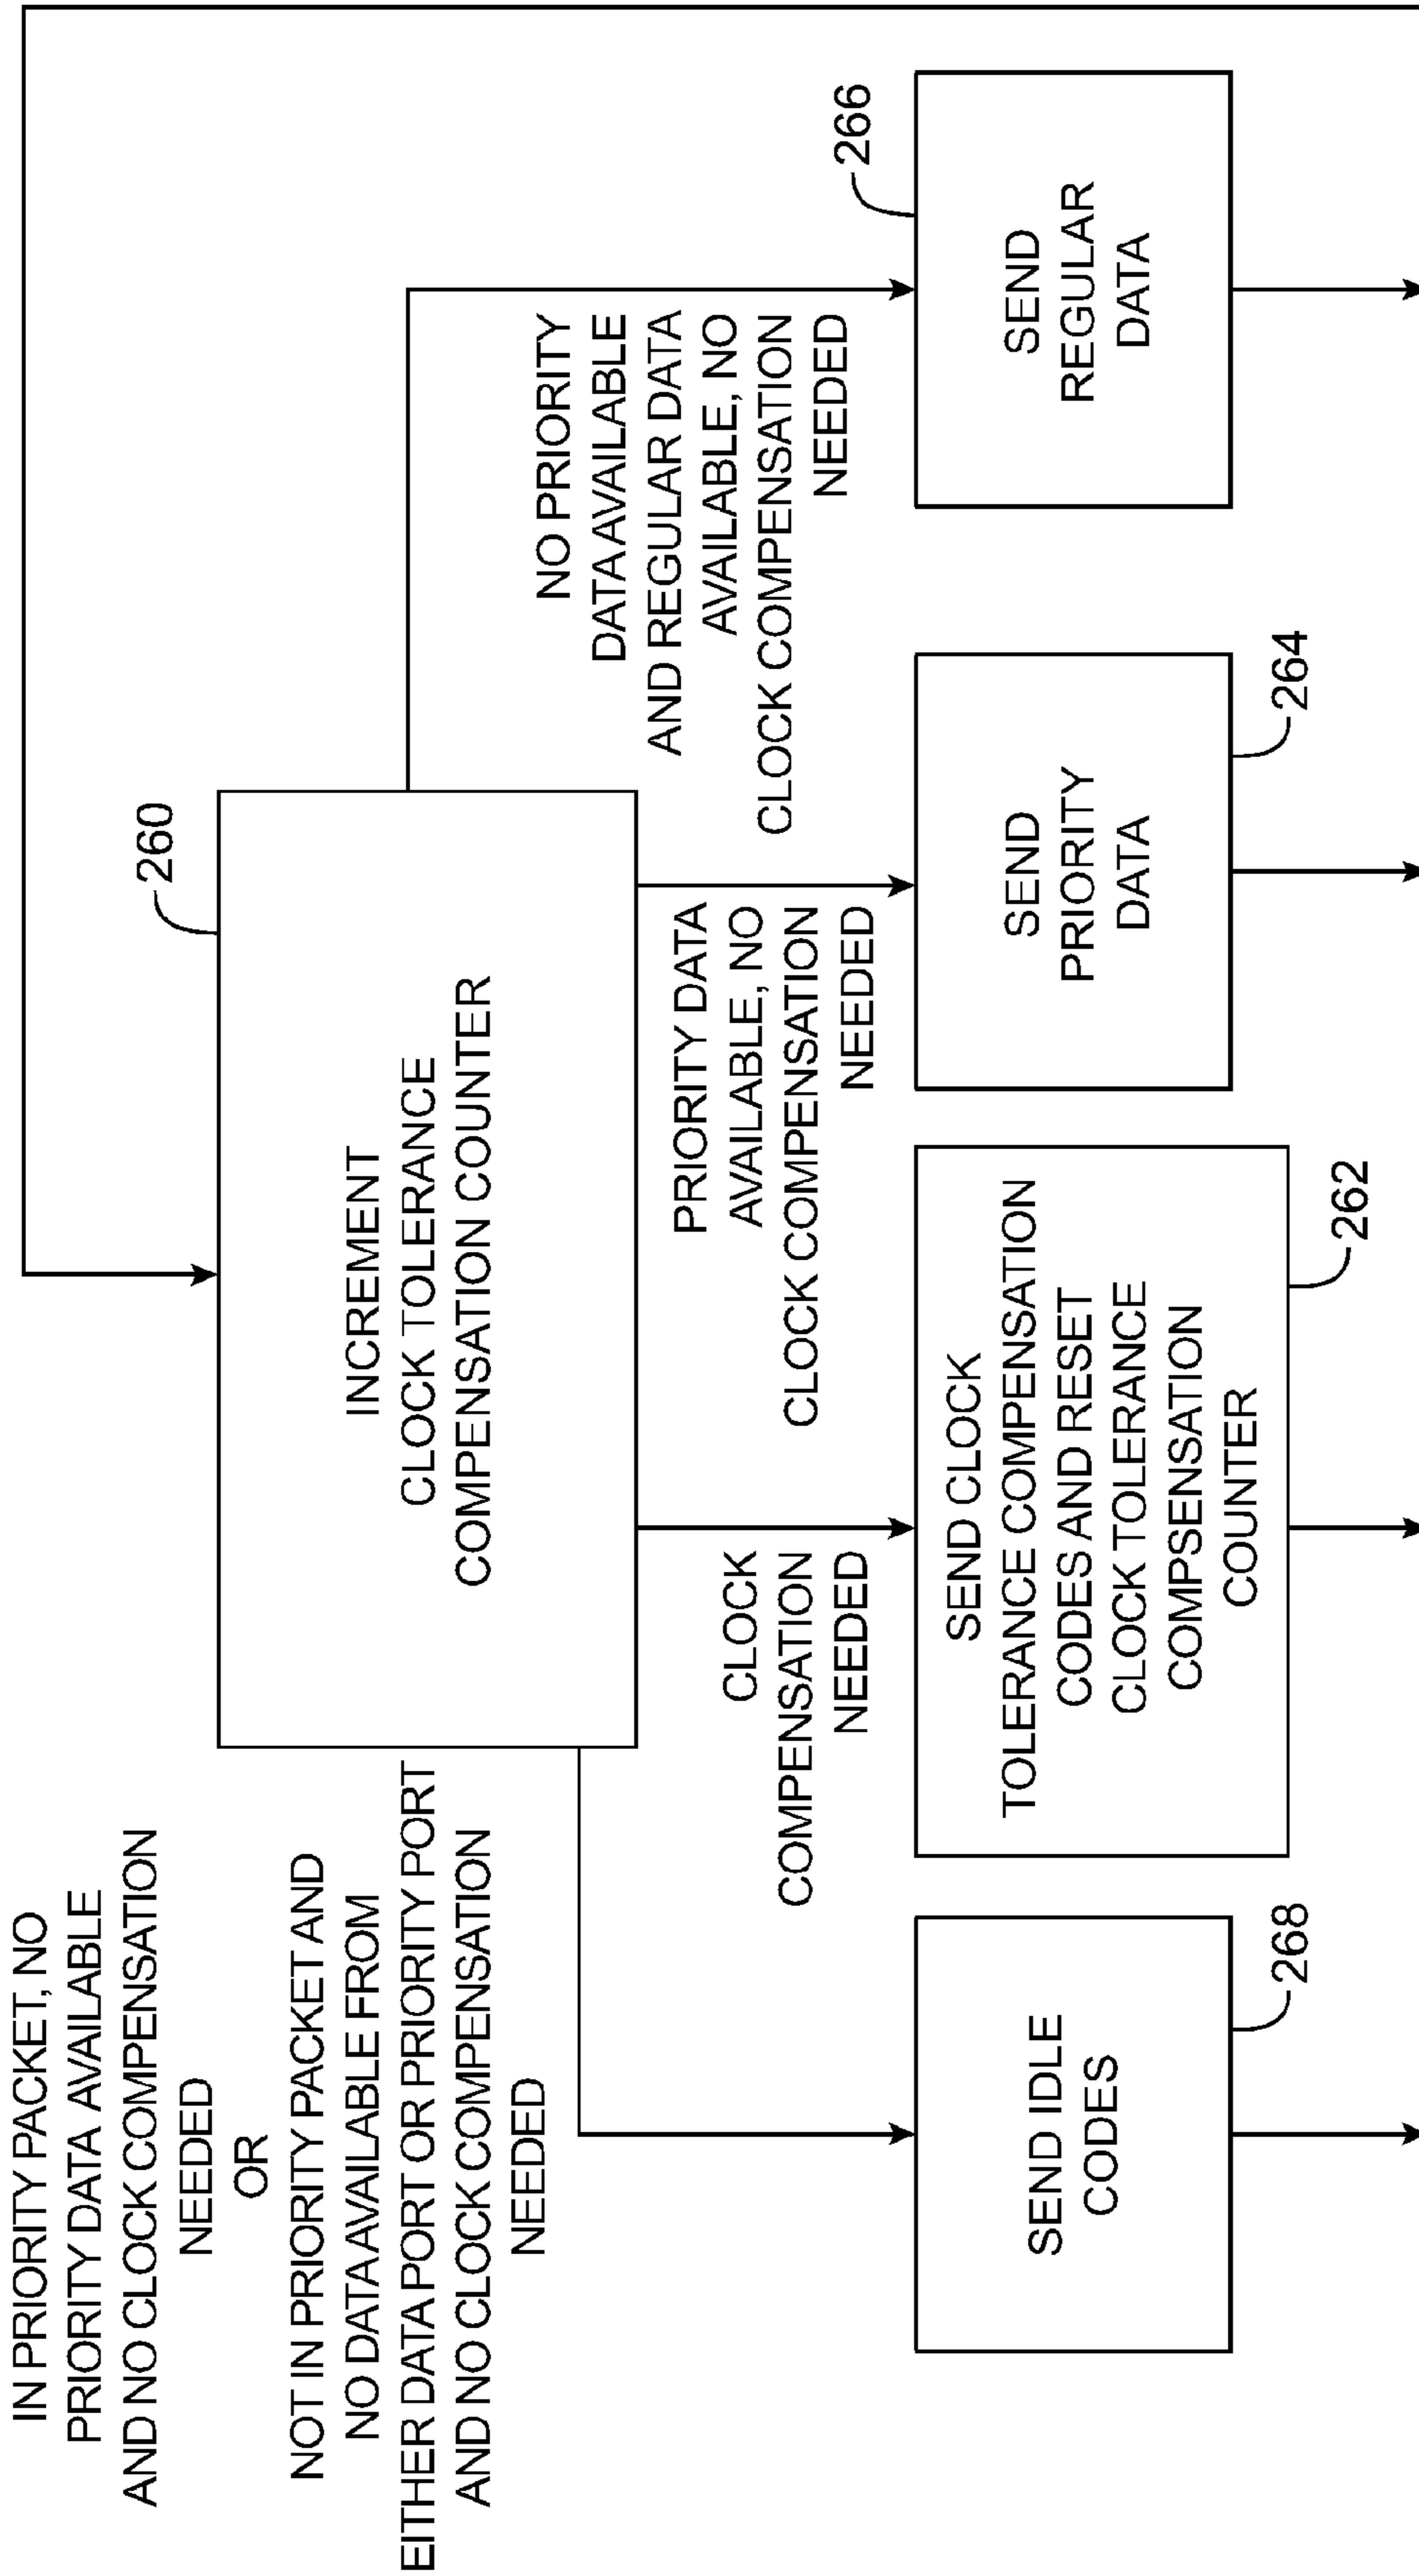 IN PRIORITY PACKET, NO
PRIORITY DATA AVAILABLE
AND NO CLOCK COMPENSATION
NEEDED
OR
NOT IN PRIORITY PACKET AND
NO DATA AVAILABLE FROM
EITHER DATA PORT OR PRIORITY PORT
AND NO CLOCK COMPENSATION
NEEDED
260
INCREMENT
CLOCK TOLERANCE
COMPENSATION COUNTER
CLOCK
COMPENSATION
NEEDED
PRIORITY DATA
AVAILABLE, NO
CLOCK COMPENSATION
NEEDED
NO PRIORITY
DATA AVAILABLE
AND REGULAR DATA
AVAILABLE, NO
CLOCK COMPENSATION
NEEDED
SEND IDLE
CODES
268
SEND CLOCK
TOLERANCE COMPENSATION
CODES AND RESET
CLOCK TOLERANCE
COMPSENSATION
COUNTER
262
SEND
PRIORITY
DATA
264
SEND
REGULAR
DATA
266